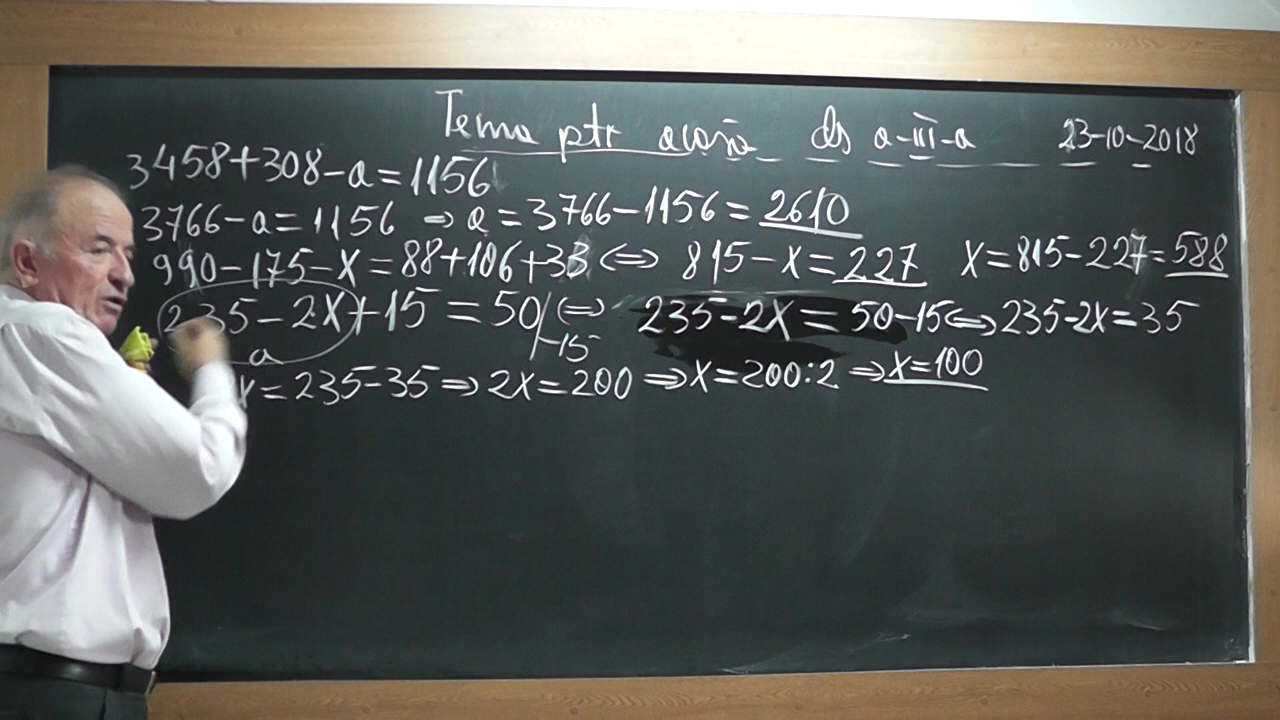 Tema ptr acasă cls a-III-a 23-10-2018
3458+308-a=1156
3766-a=1156 ⇒ a=3766-1156=2610
990-175-x=88+106+33 ⇔ 815-x=227 x=815-227=588
235-2x+15=50/-15 ⇔ 235-2x=50-15 ⇔ 235-2x=35
a
x=235-35 ⇒ 2x=200 ⇒ x=200:2 ⇒ x=100